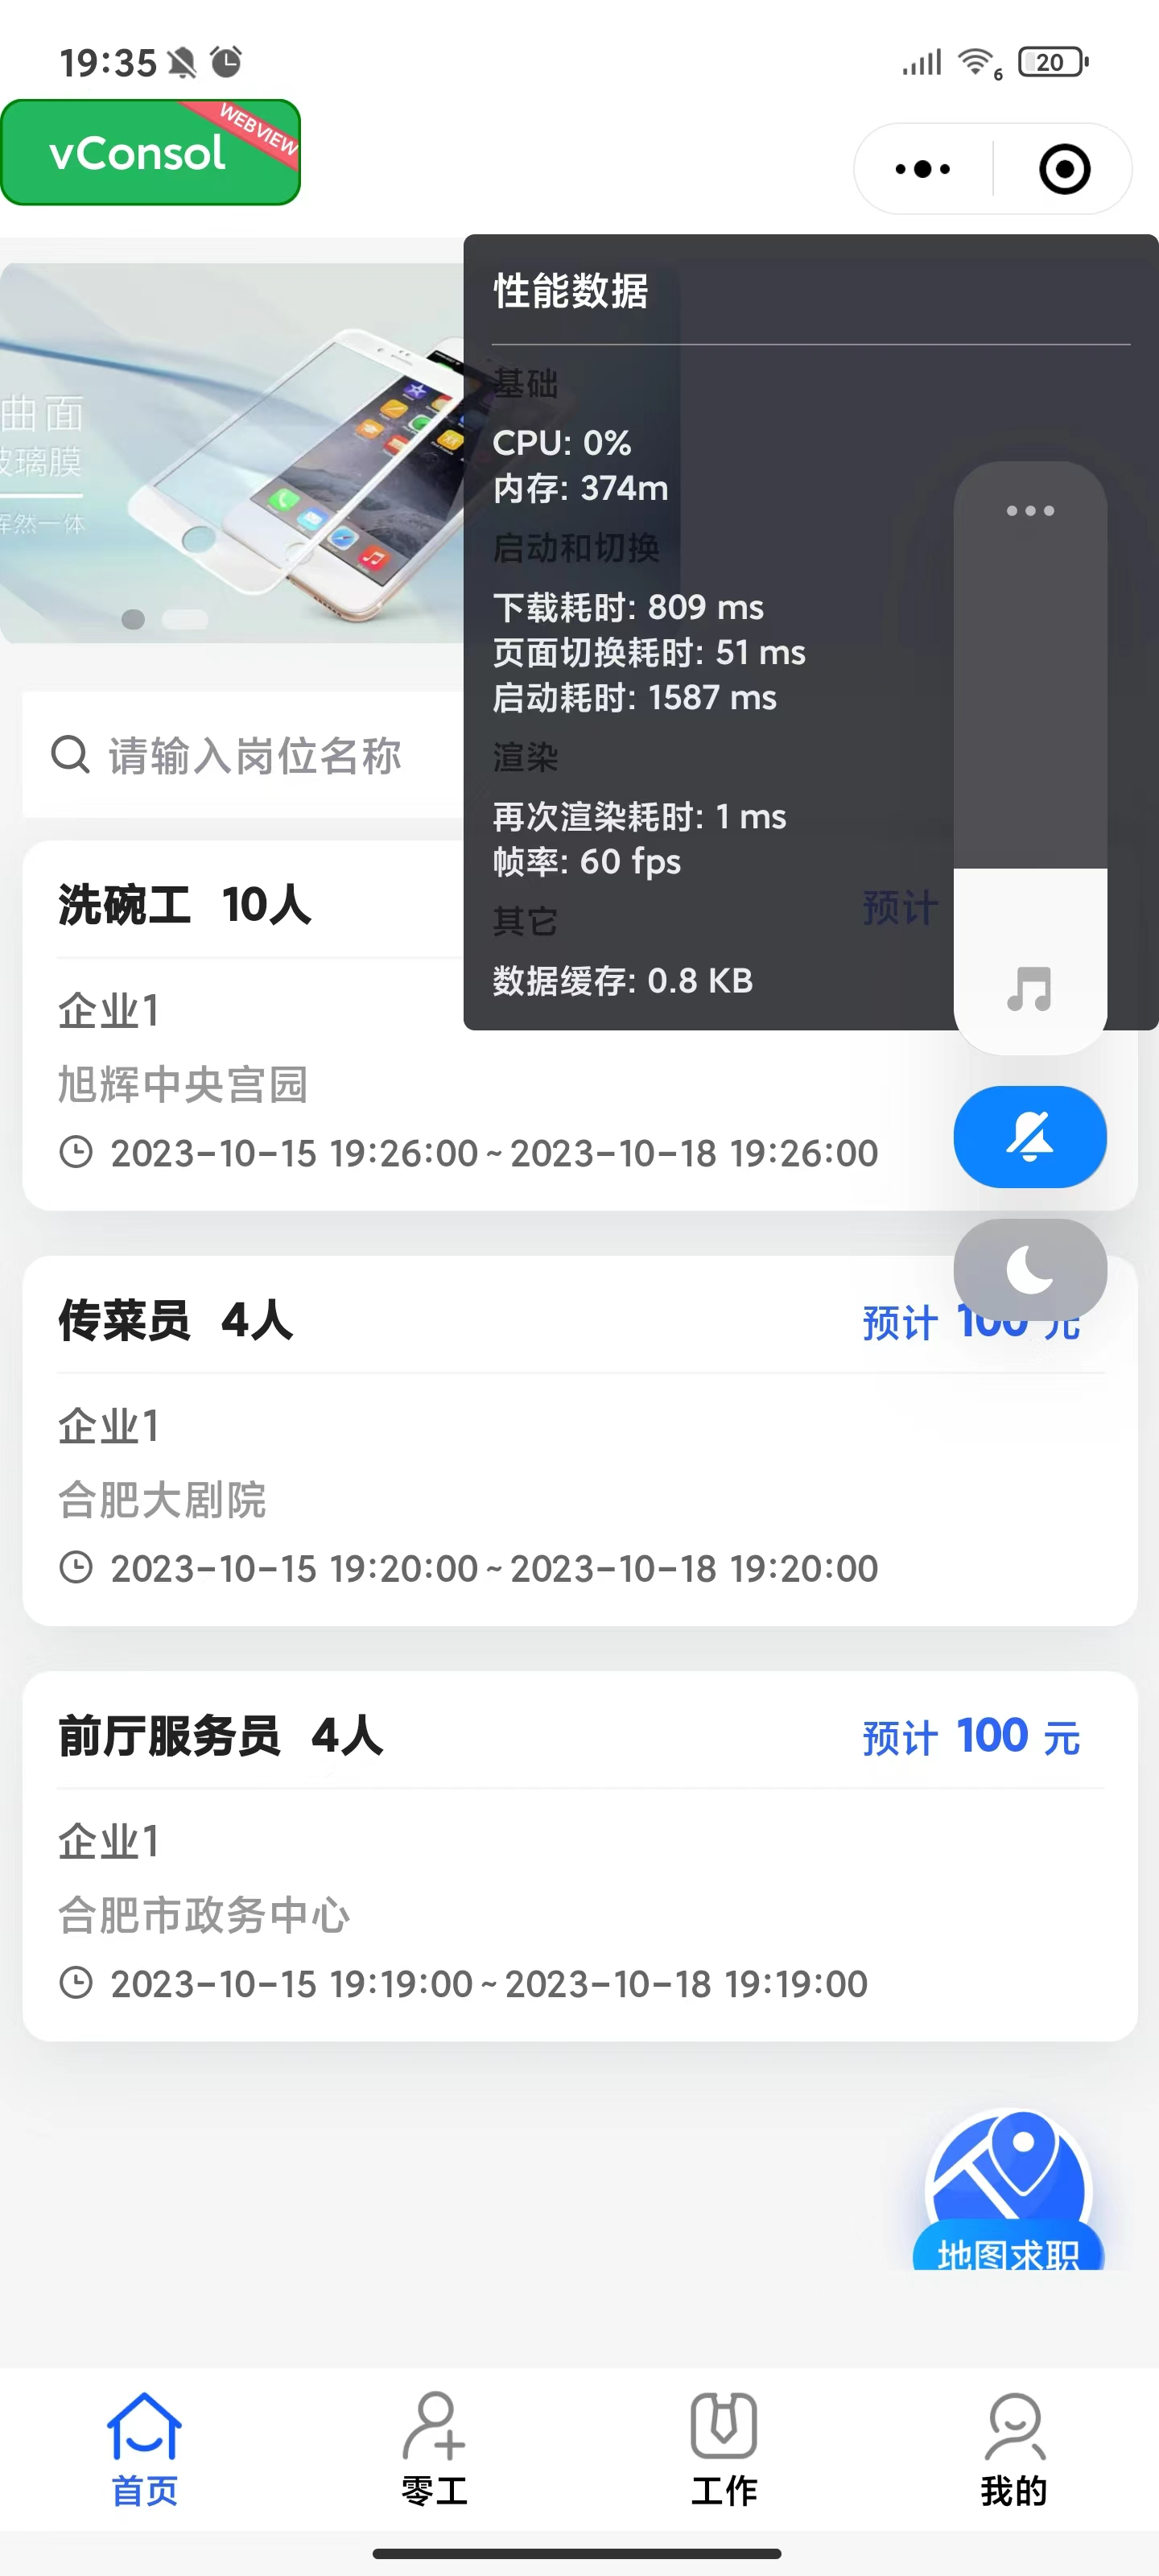 19:35
6
20
vConsol
WEBVIEW
性能数据
曲面
玻璃膜
浑然一体
基础
CPU: 0%
内存: 374m
启动和切换
下载耗时: 809 ms
页面切换耗时: 51 ms
启动耗时: 1587 ms
渲染
再次渲染耗时: 1 ms
帧率: 60 fps
其它
数据缓存: 0.8 KB
请输入岗位名称
洗碗工 10人 预计
企业1
旭辉中央宫园
2023-10-15 19:26:00 ~ 2023-10-18 19:26:00
传菜员 4人 预计 100 元
企业1
合肥大剧院
2023-10-15 19:20:00 ~ 2023-10-18 19:20:00
前厅服务员 4人 预计 100 元
企业1
合肥市政务中心
2023-10-15 19:19:00 ~ 2023-10-18 19:19:00
地图求职
首页 零工 工作 我的